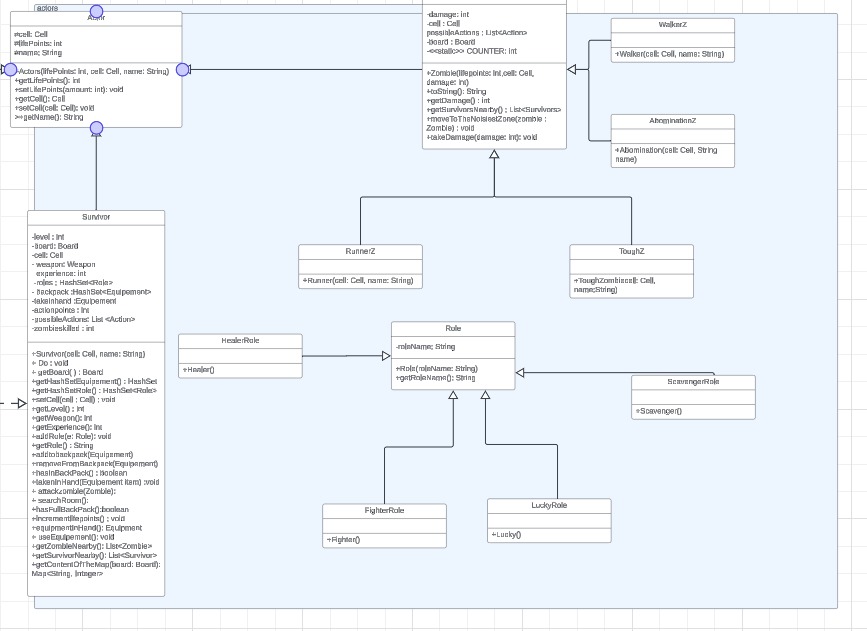 actors
Actor
#cell: Cell
#lifePoints: int
#name: String
Actors(lifePoints: int, cell: Cell, name: String)
+getLifePoints(): int
+setLifePoints(amount: int): void
+getCell(): Cell
+setCell(cell: Cell): void
>+getName(): String
-damage: int
-cell : Cell
possibleActions : List<Action>
-board : Board
-<<static>> COUNTER: int
+Zombie(lifepoints: int,cell: Cell,
damage: int)
+toString(): String
+getDamage() : int
+getSurvivorsNearby() : List<Survivors>
+moveToTheNoisiestZone(zombie :
Zombie) : void
+takeDamage(damage: int): void
WalkerZ
+Walker(cell: Cell, name: String)
AbominationZ
+Abomination(cell: Cell, String
name)
RunnerZ
+Runner(cell: Cell, name: String)
ToughZ
+ToughZombiecell: Cell,
name;String)
Survivor
-level : int
-board: Board
-cell: Cell
- weapon: Weapon
experience: int
-roles : HashSet<Role>
- backpack :HashSet<Equipement>
-takeinhand :Equipement
-actionpoints : int
-possibleActions: List <Action>
-zombieskilled : int
+Survivor(cell: Cell, name: String)
+ Do : void
+ getBoard( ) : Board
+getHashSetEquipement() : HashSet
+getHashSetRole() : HashSet<Role>
+setCell(cell : Cell) : void
+getLevel() : int
+getWeapon(): int
+getExperience(): int
+addRole(e: Role): void
+getRole() : String
+addtobackpack(Equipement)
+removeFromBackpack(Equipement)
+hasInBackPack() : boolean
+takenInHand(Equipement item) :void
+ attackzombie(Zombie):
+ searchRoom():
+hasFullBackPack():boolean
+incrementlifepoints() : void
+equipmentinHand(): Equipment
+ useEquipement(): void
+getZombieNearby(): List<Zombie>
+getSurvivorNearby(): List<Survivor>
+getContentOfTheMap(board: Board):
Map<String, Integer>
HealerRole
+Healer()
Role
-roleName: String
+Role(roleName: String)
+getRoleName(): String
ScavengerRole
+Scavenger()
FighterRole
+Fighter()
LuckyRole
+Lucky()